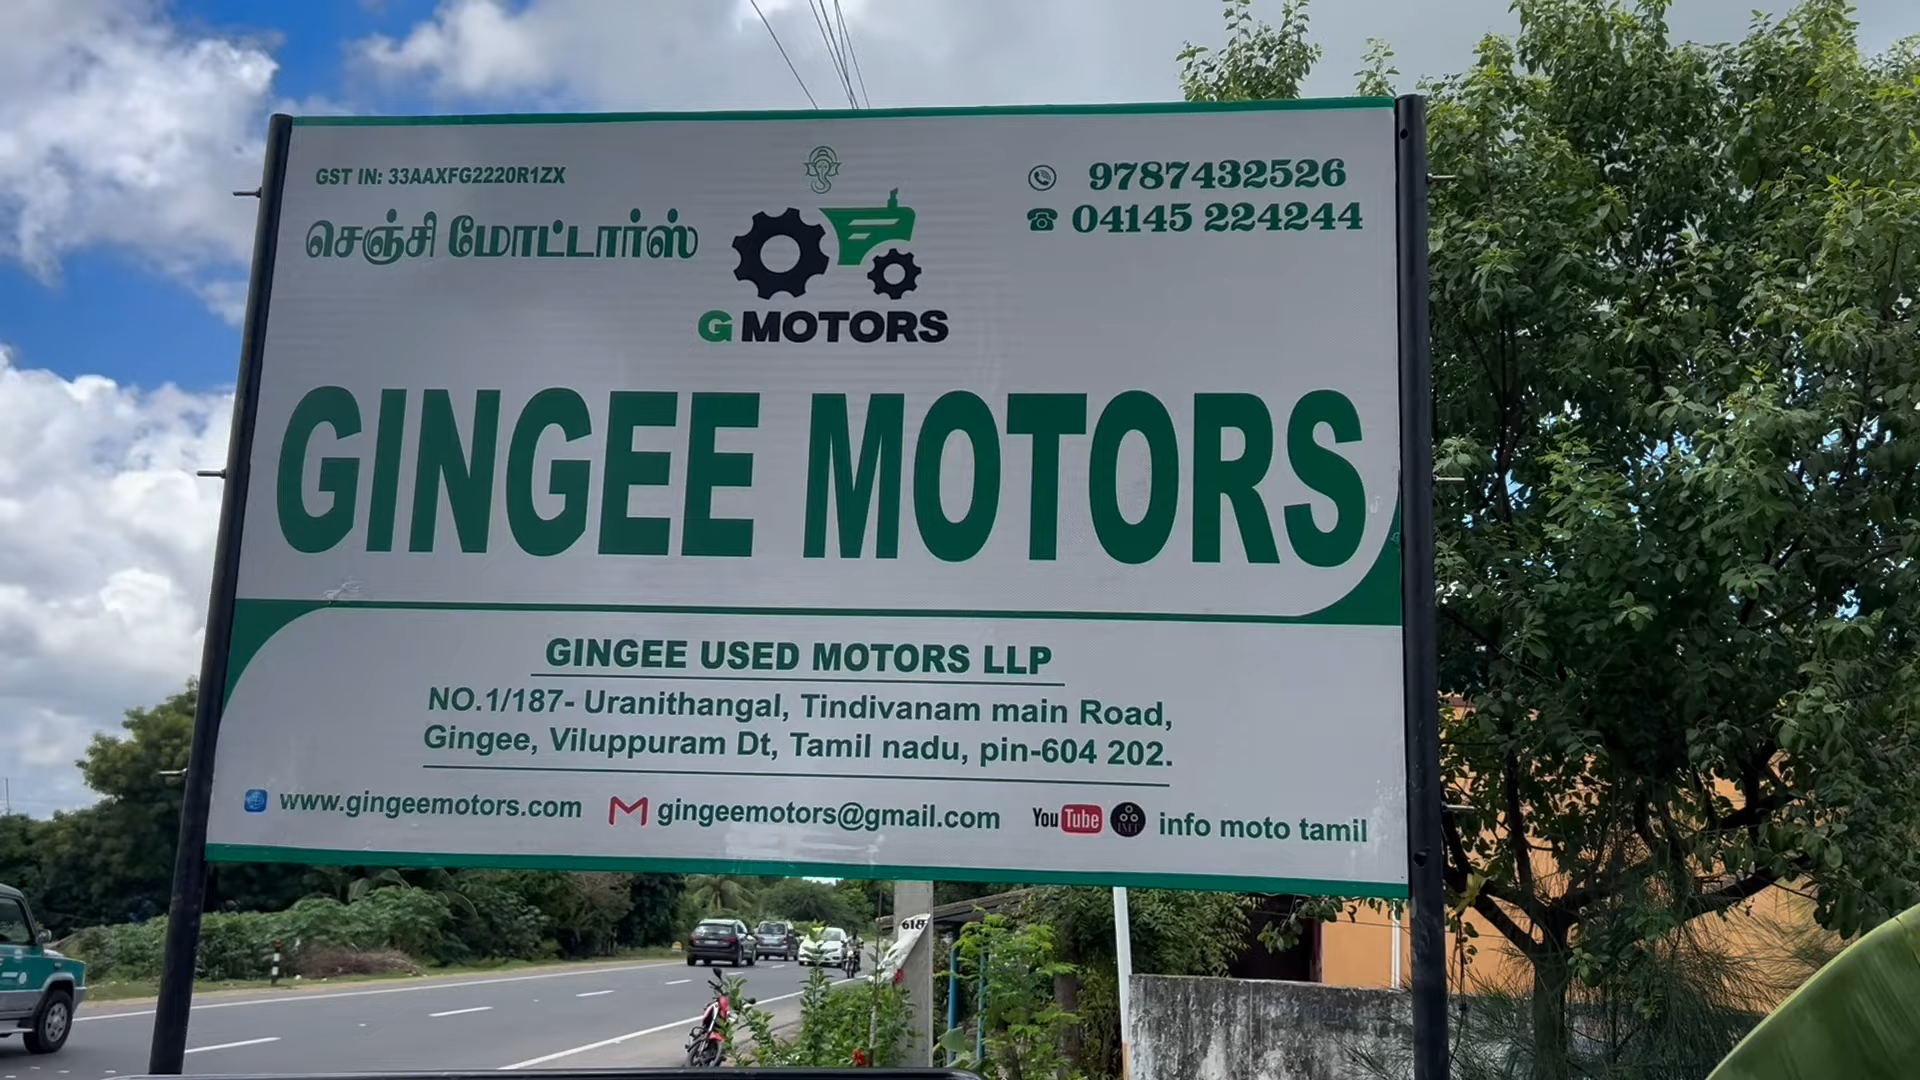 GST IN: 33AAXFG2220R1ZX
செஞ்சி மோட்டார்ஸ்
G MOTORS
9787432526
04145 224244
GINGEE MOTORS
GINGEE USED MOTORS LLP
NO.1/187- Uranithangal, Tindivanam main Road,
Gingee, Viluppuram Dt, Tamil nadu, pin-604 202.
www.gingeemotors.com gingeemotors@gmail.com YouTube IMT info moto tamil
618